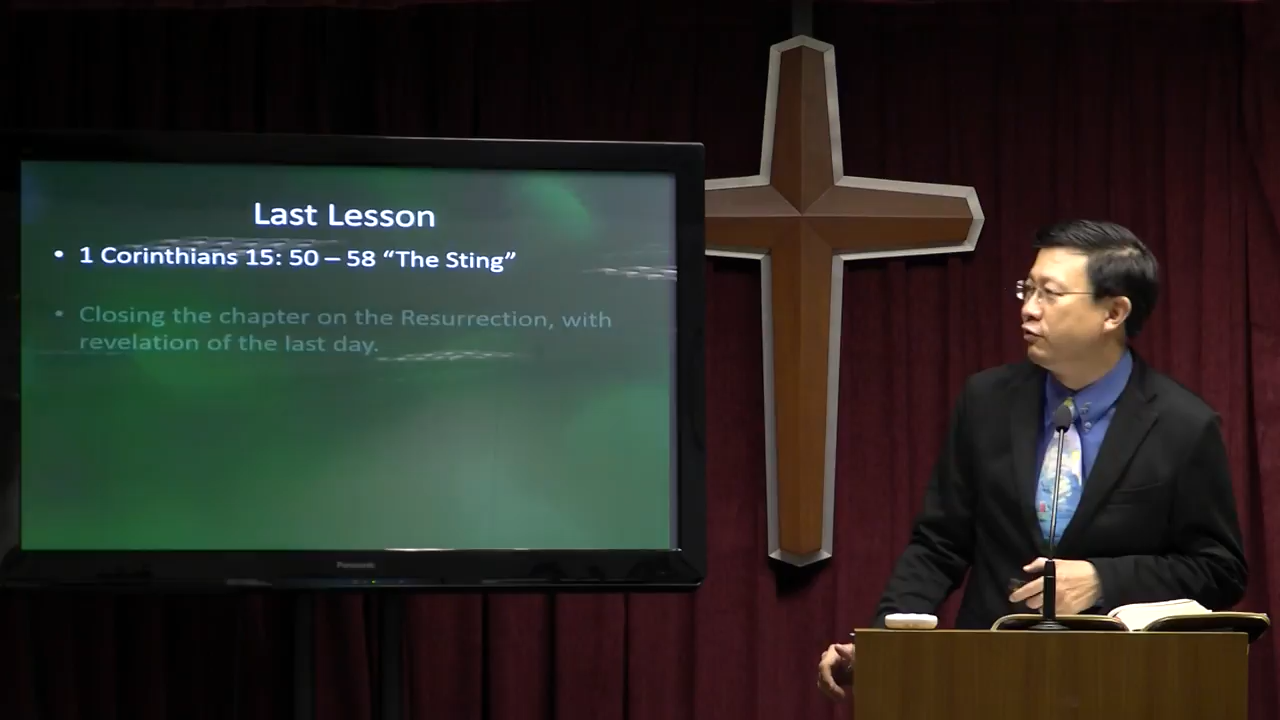 Last Lesson
• 1 Corinthians 15: 50 – 58 “The Sting”
• Closing the chapter on the Resurrection, with
revelation of the last day.
Panasonic